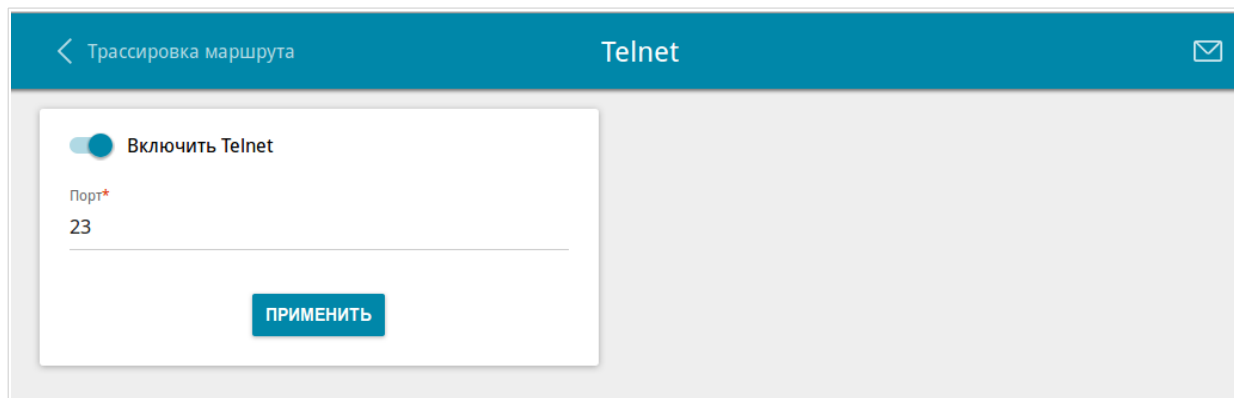 Трассировка маршрута
Telnet
Включить Telnet
Порт*
23
ПРИМЕНИТЬ